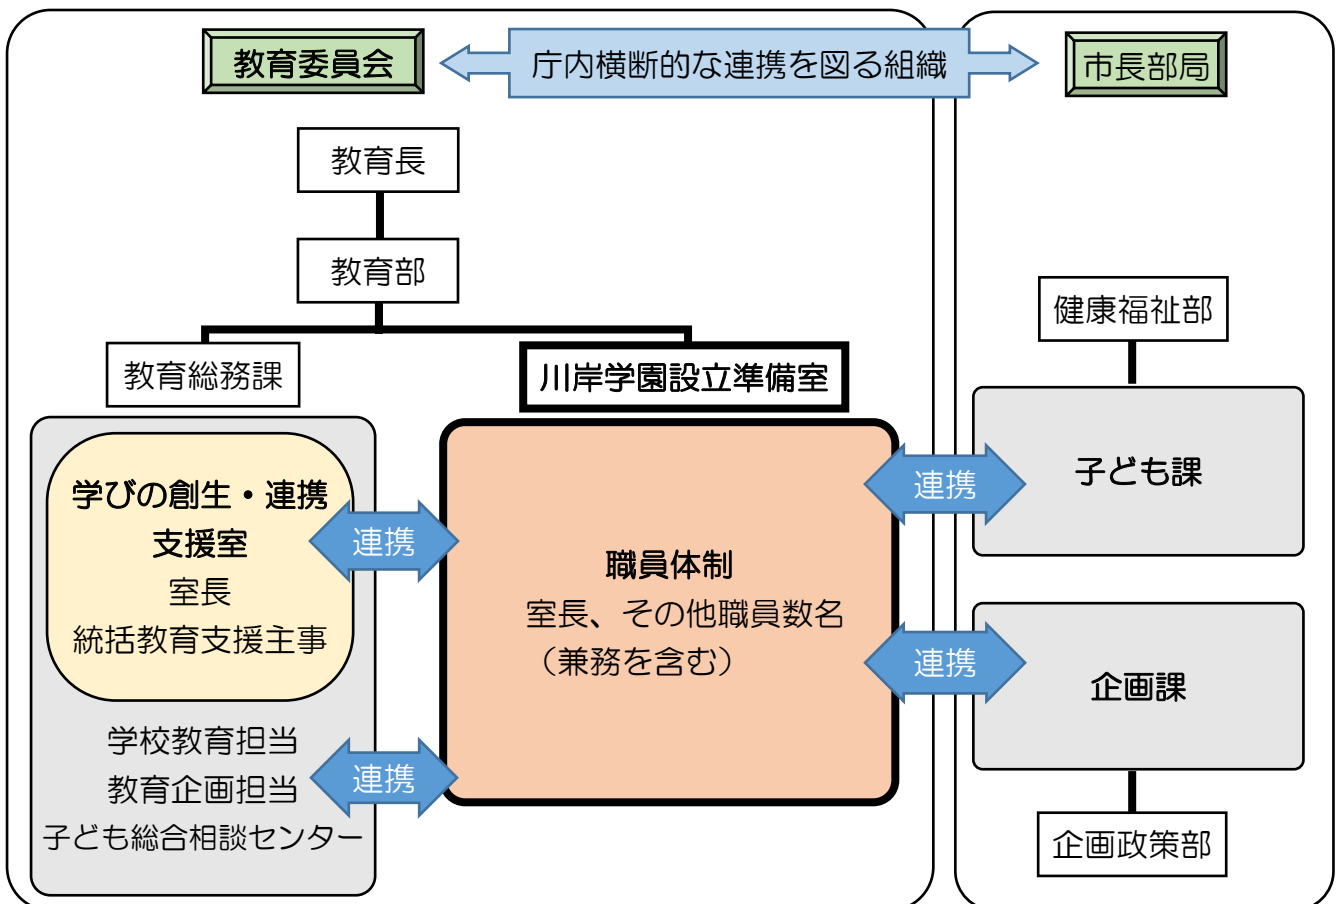 教育委員会
庁内横断的な連携を図る組織
市長部局
教育長
教育部
教育総務課
川岸学園設立準備室
学びの創生・連携
支援室
室長
統括教育支援主事
学校教育担当
教育企画担当
子ども総合相談センター
連携
連携
職員体制
室長、その他職員数名
（兼務を含む）
連携
連携
健康福祉部
子ども課
企画課
企画政策部